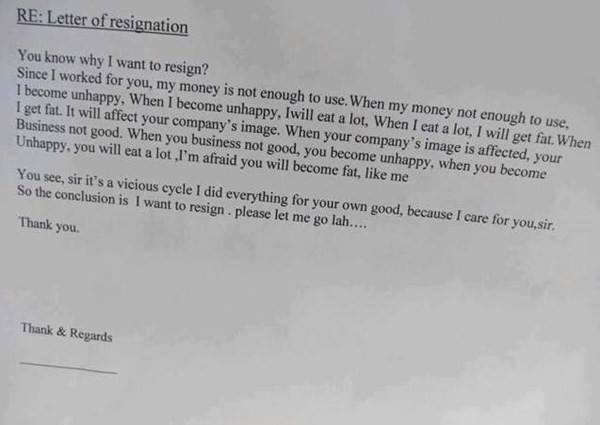 RE: Letter of resignation
You know why I want to resign?
Since I worked for you, my money is not enough to use. When my money not enough to use,
I become unhappy, When I become unhappy, Iwill eat a lot, When I eat a lot, I will get fat. When
I get fat. It will affect your company's image. When your company's image is affected, your
Business not good. When you business not good, you become unhappy, when you become
Unhappy, you will eat a lot ,I'm afraid you will become fat, like me
You see, sir it's a vicious cycle I did everything for your own good, because I care for you,sir.
So the conclusion is I want to resign . please let me go lah….
Thank you.
Thank & Regards